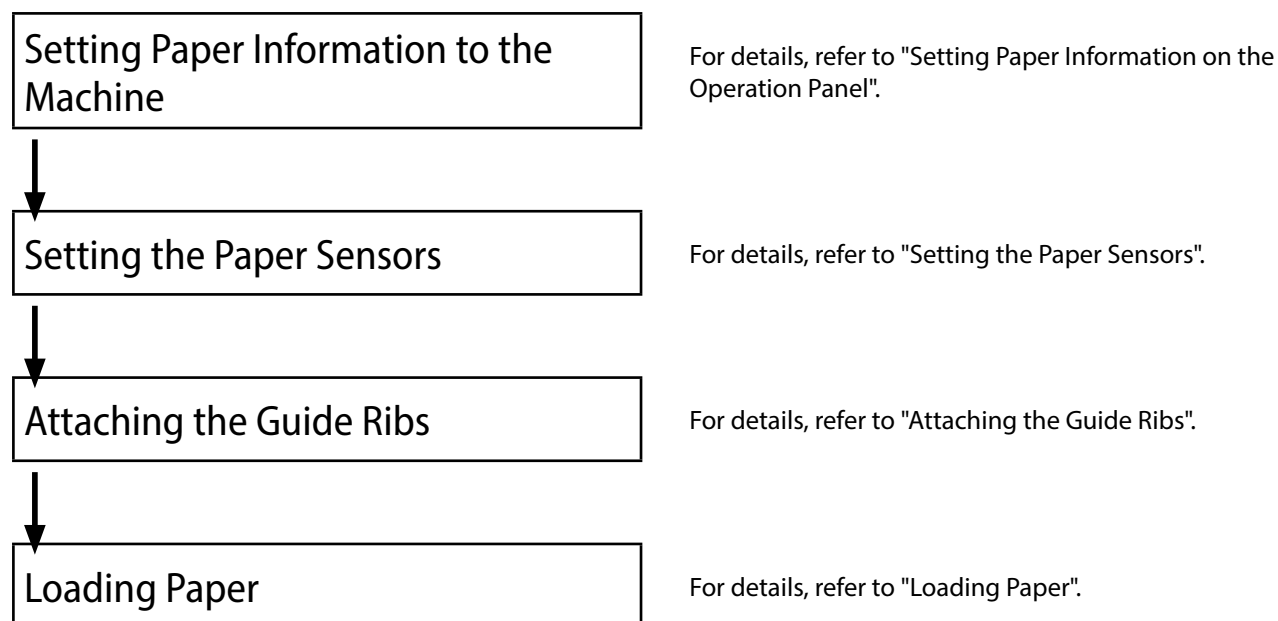 Setting Paper Information to the
Machine
For details, refer to "Setting Paper Information on the
Operation Panel".
Setting the Paper Sensors
For details, refer to "Setting the Paper Sensors".
Attaching the Guide Ribs
For details, refer to "Attaching the Guide Ribs".
Loading Paper
For details, refer to "Loading Paper".